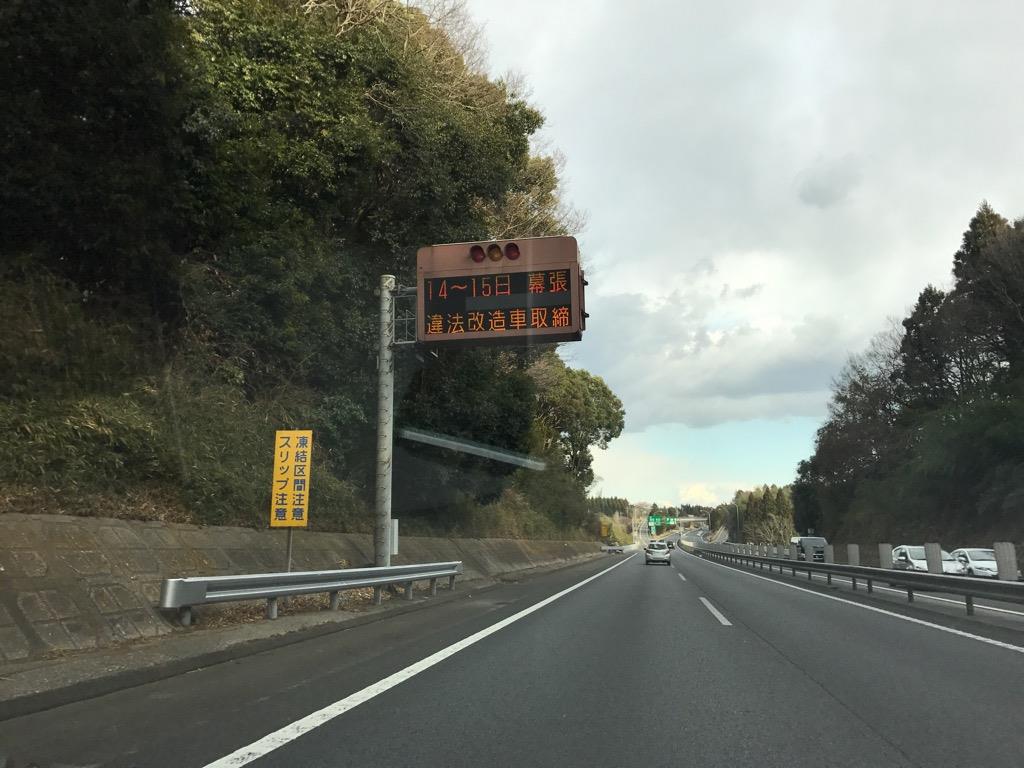 14～15日 幕張
違法改造車取締
凍結区間注意
スリップ注意